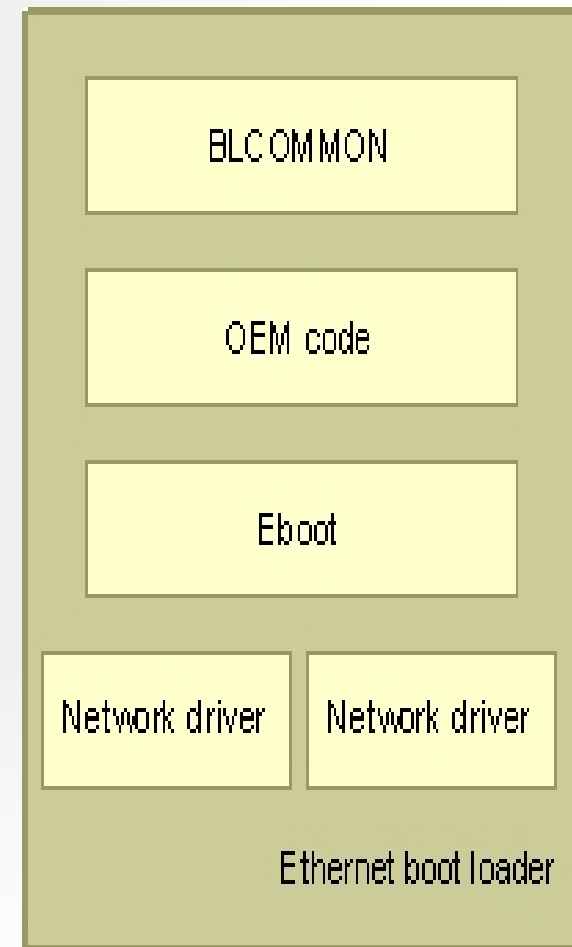 BLCOMMON
OEM code
Eboot
Network driver
Network driver
Ethernet boot loader